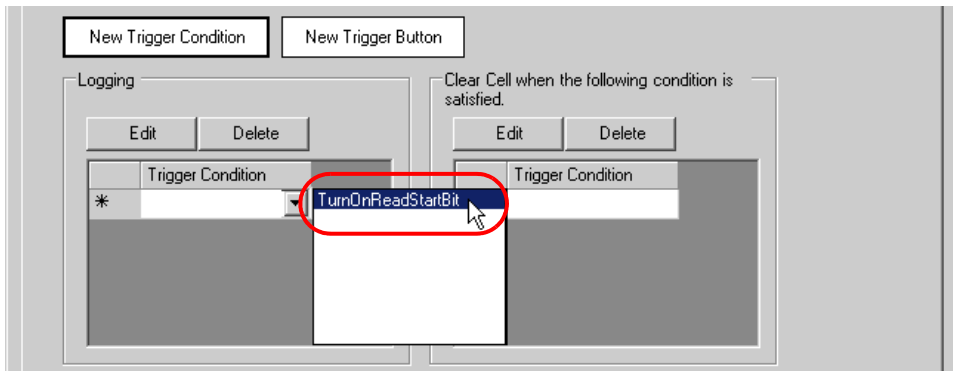 New Trigger Condition
New Trigger Button
Logging
Edit
Delete
Trigger Condition
*
TurnOnReadStartBit
Clear Cell when the following condition is
satisfied.
Edit
Delete
Trigger Condition